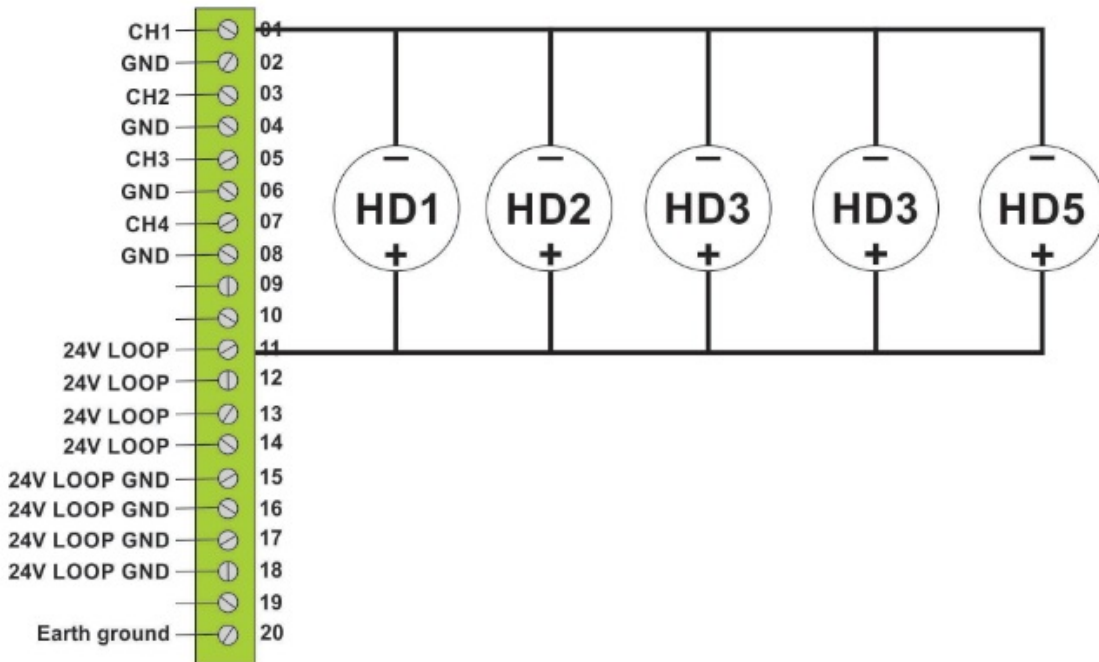 CH1 01
GND 02
CH2 03
GND 04
CH3 05
GND 06
CH4 07
GND 08
09
10
24V LOOP 11
24V LOOP 12
24V LOOP 13
24V LOOP 14
24V LOOP GND 15
24V LOOP GND 16
24V LOOP GND 17
24V LOOP GND 18
19
Earth ground 20
− − − − −
HD1 HD2 HD3 HD3 HD5
+ + + + +